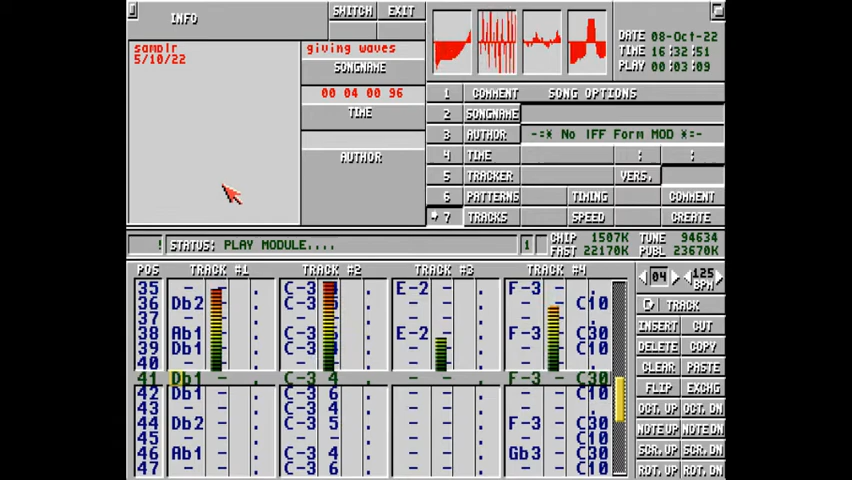 INFO
SWITCH EXIT
samplr
5/10/22
giving waves
SONGNAME
00 04 00 96
TIME
AUTHOR
DATE 08-Oct-22
TIME 16:32:51
PLAY 00:03:09
1 COMMENT SONG OPTIONS
2 SONGNAME
3 AUTHOR -=* No IFF Form MOD *=-
4 TIME : :
5 TRACKER VERS.
6 PATTERNS TIMING COMMENT
7 TRACKS SPEED CREATE
! STATUS: PLAY MODULE.... 1
CHIP 1507K TUNE 94634
FAST 22170K PUBL 23670K
POS TRACK #1 TRACK #2 TRACK #3 TRACK #4
04 125 BPM
35 - - . C-3 . E-2 - . F-3 -
36 Db2 . C-3 . - - . - C10
37 - . - . - - . -
38 Ab1 . C-3 . E-2 . F-3 C30
39 Db1 . C-3 . - . - C10
40 - . - . - . -
41 Db1 - . C-3 4 . - - . F-3 - C30
42 Db1 - . C-3 6 . - - . - - C10
43 - - . C-3 4 . - - . - -
44 Db2 - . C-3 5 . - - . F-3 - C30
45 - - . - - . - - . - - C10
46 Ab1 - . C-3 4 . - - . Gb3 - C30
47 - - . C-3 6 . - - . - - C10
TRACK
INSERT CUT
DELETE COPY
CLEAR PASTE
FLIP EXCHG
OCT. UP OCT. DN
NOTE UP NOTE DN
SCR. UP SCR. DN
ROT. UP ROT. DN